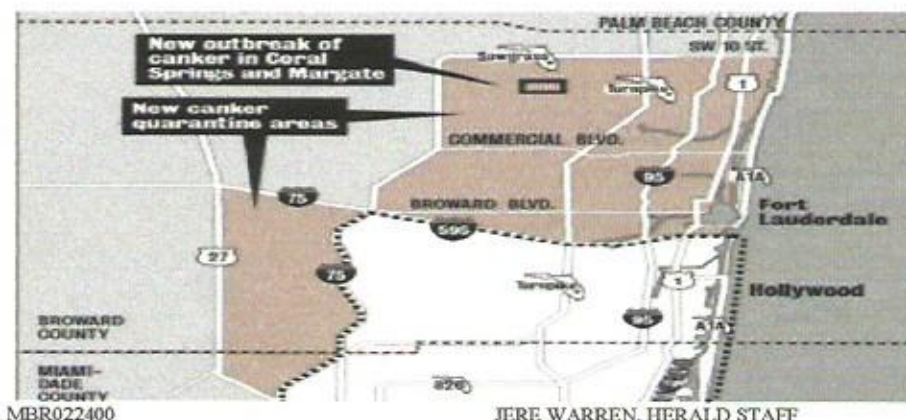 PALM BEACH COUNTY
New outbreak of
canker in Coral
Springs and Margate
Sawgrass
SW 10 ST.
Turnpike
1
New canker
quarantine areas
COMMERCIAL BLVD.
95
A1A
75
BROWARD BLVD.
Fort
Lauderdale
595
27
75
Turnpike
1
Hollywood
95
A1A
BROWARD
COUNTY
MIAMI-
DADE
COUNTY
826
MBR022400
JERE WARREN, HERALD STAFF